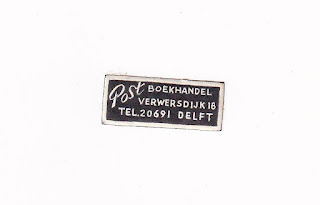 Post BOEKHANDEL
VERWERSDIJK 18
TEL. 20691 DELFT